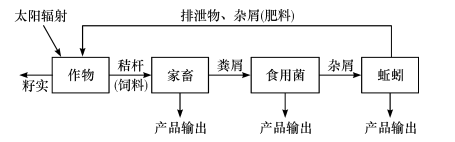 太阳辐射
排泄物、杂屑(肥料)
作物
秸杆
(饲料)
家畜
粪屑
食用菌
杂屑
蚯蚓
籽实
产品输出
产品输出
产品输出